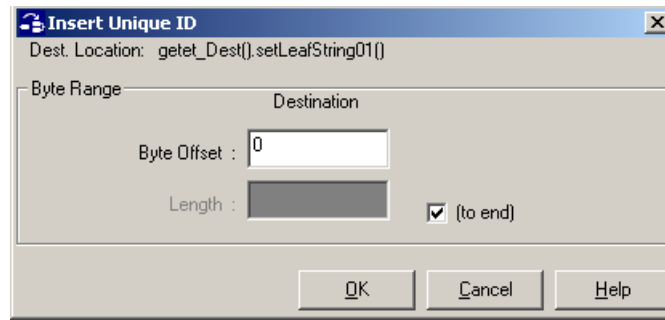 Insert Unique ID
Dest. Location: getet_Dest().setLeafString01()
Byte Range
Destination
Byte Offset : 0
Length :
(to end)
OK Cancel Help